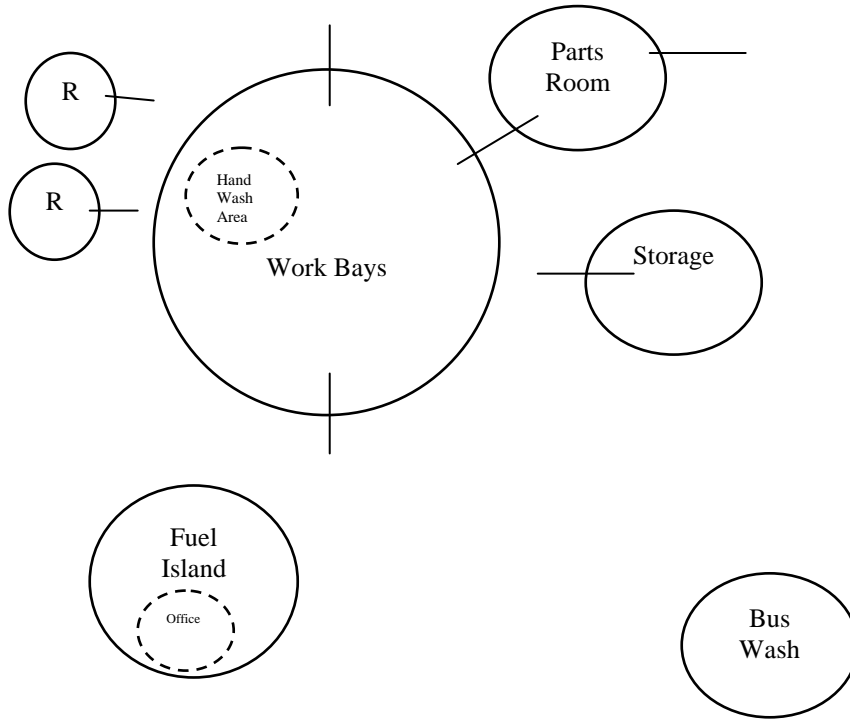 Parts
Room
R
R
Hand
Wash
Area
Storage
Work Bays
Fuel
Island
Office
Bus
Wash